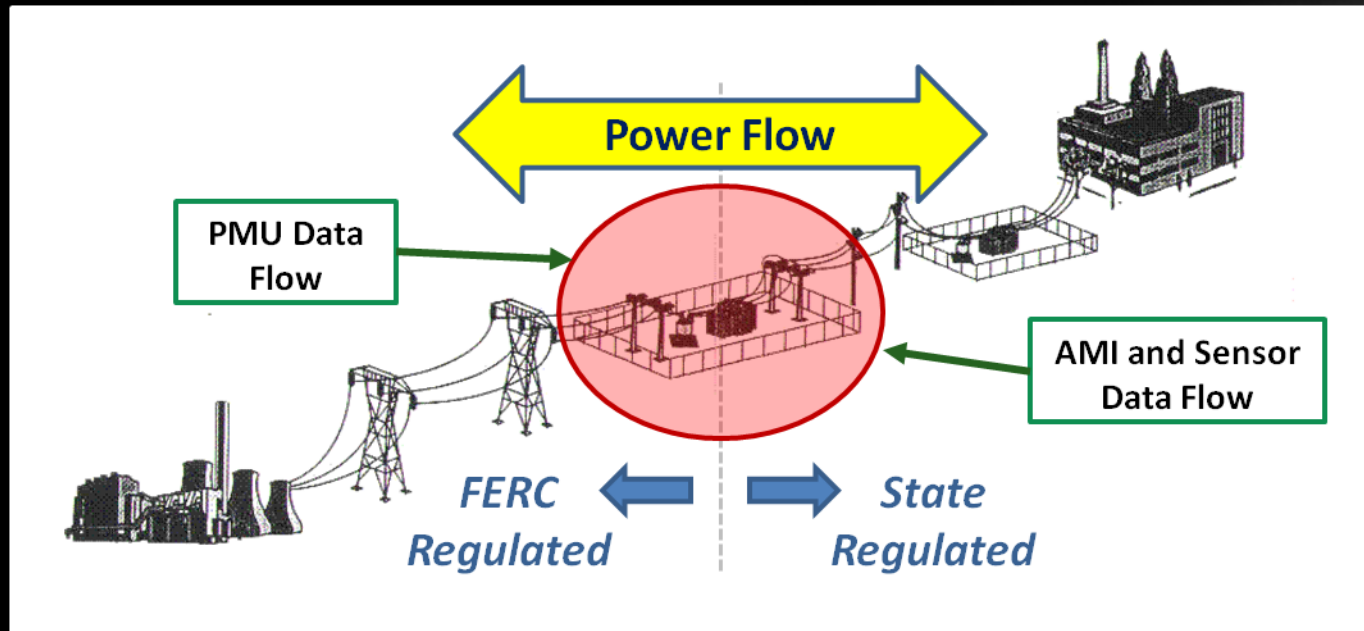 Power Flow
PMU Data
Flow
AMI and Sensor
Data Flow
FERC
Regulated
State
Regulated